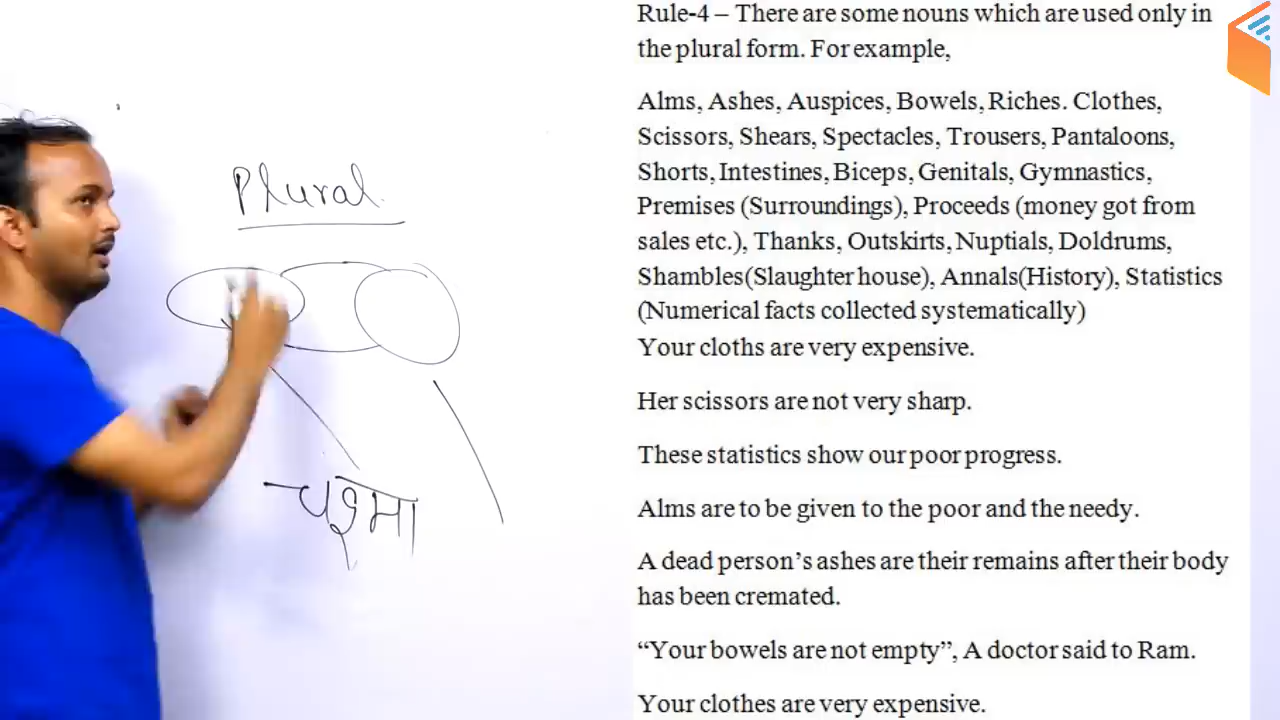 Plural
चश्मा
Rule-4 – There are some nouns which are used only in
the plural form. For example,
Alms, Ashes, Auspices, Bowels, Riches. Clothes,
Scissors, Shears, Spectacles, Trousers, Pantaloons,
Shorts, Intestines, Biceps, Genitals, Gymnastics,
Premises (Surroundings), Proceeds (money got from
sales etc.), Thanks, Outskirts, Nuptials, Doldrums,
Shambles(Slaughter house), Annals(History), Statistics
(Numerical facts collected systematically)
Your cloths are very expensive.
Her scissors are not very sharp.
These statistics show our poor progress.
Alms are to be given to the poor and the needy.
A dead person’s ashes are their remains after their body
has been cremated.
“Your bowels are not empty”, A doctor said to Ram.
Your clothes are very expensive.